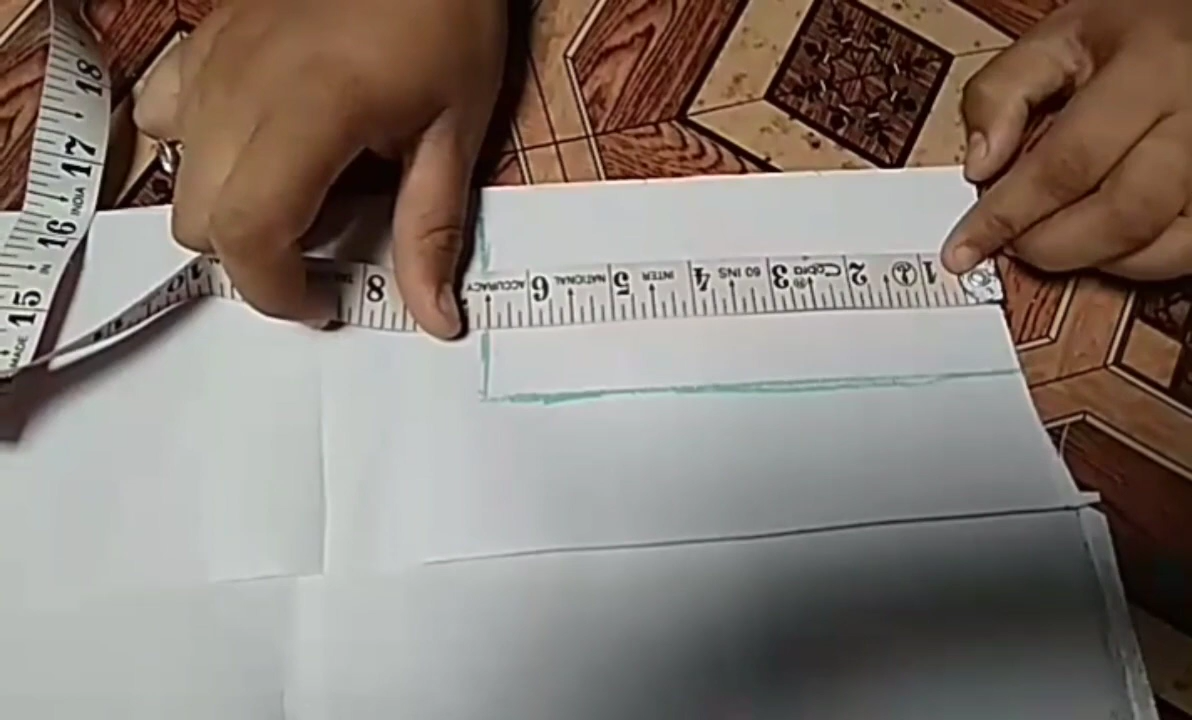 1 2 Cobra ® 3 60 INS 4 INTER 5 NATIONAL 6 ACCURACY 8
MADE 15 IN 16 INDIA 17 18